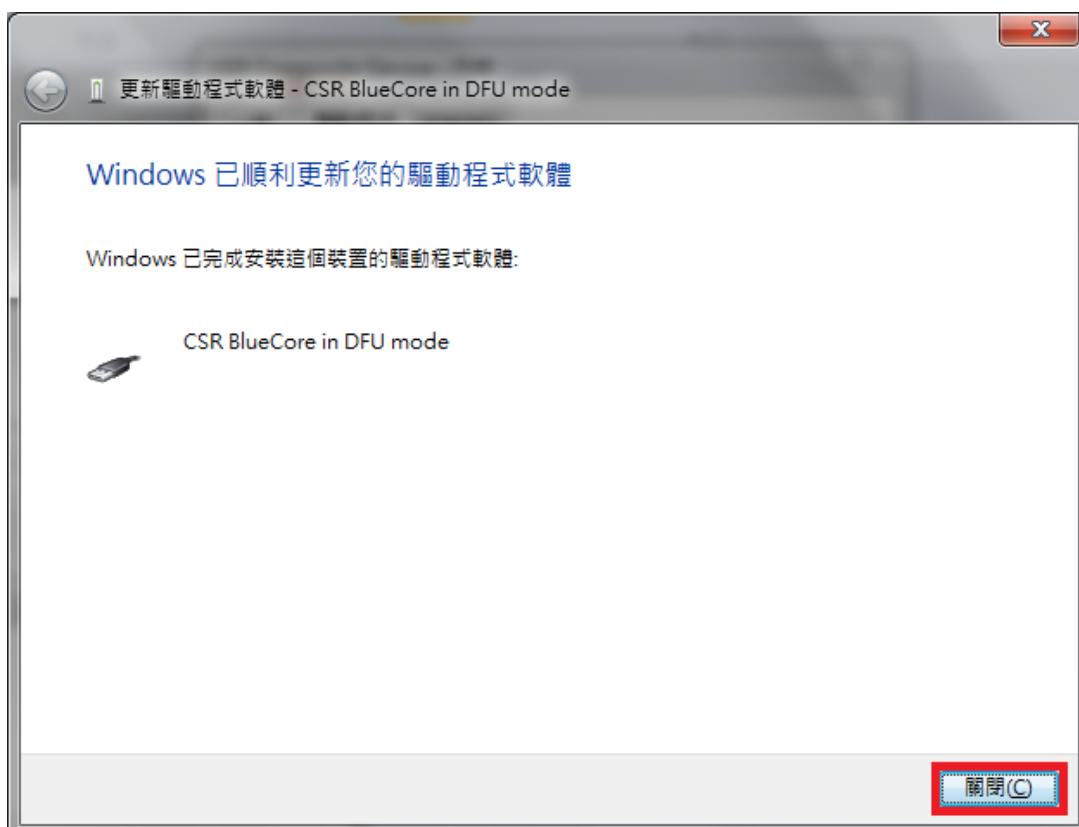 更新驅動程式軟體 - CSR BlueCore in DFU mode
Windows 已順利更新您的驅動程式軟體
Windows 已完成安裝這個裝置的驅動程式軟體:
CSR BlueCore in DFU mode
關閉(C)